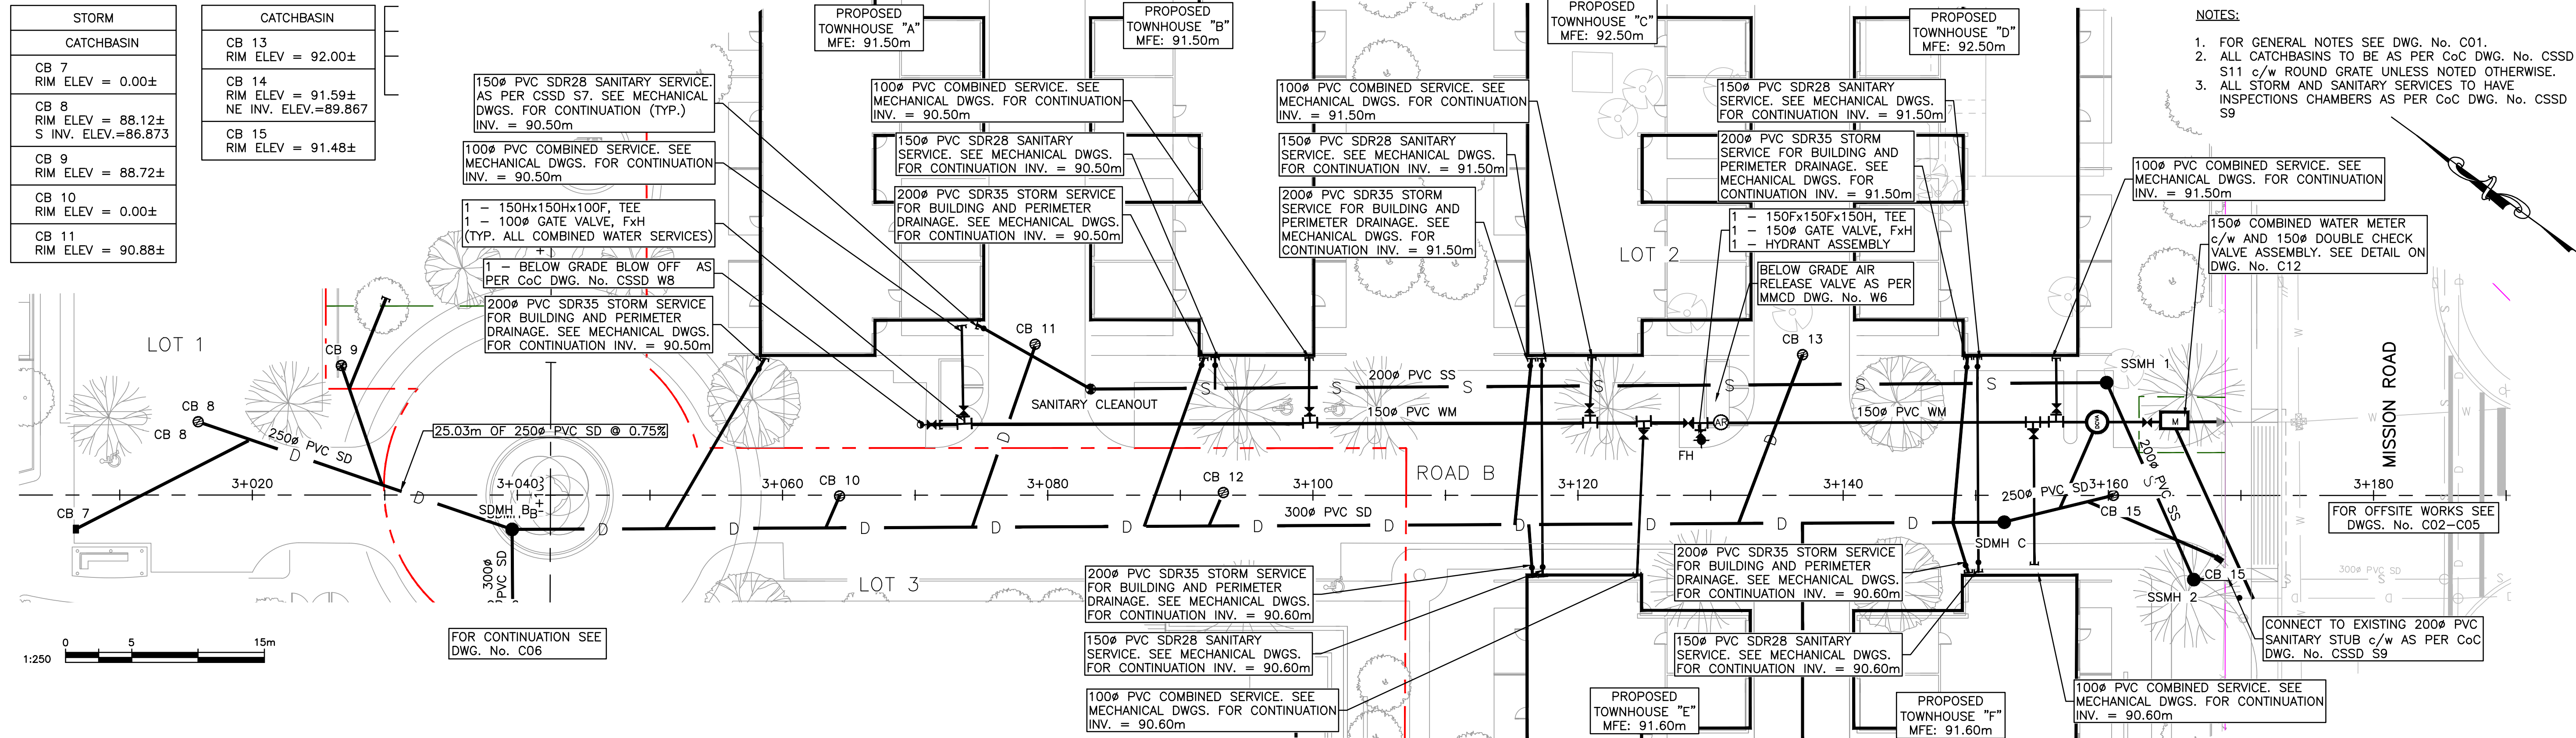 STORM
CATCHBASIN
CB 7
RIM ELEV = 0.00±
CB 8
RIM ELEV = 88.12±
S INV. ELEV.=86.873
CB 9
RIM ELEV = 88.72±
CB 10
RIM ELEV = 0.00±
CB 11
RIM ELEV = 90.88±
CATCHBASIN
CB 13
RIM ELEV = 92.00±
CB 14
RIM ELEV = 91.59±
NE INV. ELEV.=89.867
CB 15
RIM ELEV = 91.48±
PROPOSED
TOWNHOUSE "A"
MFE: 91.50m
PROPOSED
TOWNHOUSE "B"
MFE: 91.50m
PROPOSED
TOWNHOUSE "C"
MFE: 92.50m
PROPOSED
TOWNHOUSE "D"
MFE: 92.50m
NOTES:
1. FOR GENERAL NOTES SEE DWG. No. C01.
2. ALL CATCHBASINS TO BE AS PER CoC DWG. No. CSSD
S11 c/w ROUND GRATE UNLESS NOTED OTHERWISE.
3. ALL STORM AND SANITARY SERVICES TO HAVE
INSPECTIONS CHAMBERS AS PER CoC DWG. No. CSSD
S9
150ø PVC SDR28 SANITARY SERVICE.
AS PER CSSD S7. SEE MECHANICAL
DWGS. FOR CONTINUATION (TYP.)
INV. = 90.50m
100ø PVC COMBINED SERVICE. SEE
MECHANICAL DWGS. FOR CONTINUATION
INV. = 90.50m
1 - 150Hx150Hx100F, TEE
1 - 100ø GATE VALVE, FxH
(TYP. ALL COMBINED WATER SERVICES)
1 - BELOW GRADE BLOW OFF AS
PER CoC DWG. No. CSSD W8
200ø PVC SDR35 STORM SERVICE
FOR BUILDING AND PERIMETER
DRAINAGE. SEE MECHANICAL DWGS.
FOR CONTINUATION INV. = 90.50m
100ø PVC COMBINED SERVICE. SEE
MECHANICAL DWGS. FOR CONTINUATION
INV. = 90.50m
150ø PVC SDR28 SANITARY
SERVICE. SEE MECHANICAL DWGS.
FOR CONTINUATION INV. = 90.50m
200ø PVC SDR35 STORM SERVICE
FOR BUILDING AND PERIMETER
DRAINAGE. SEE MECHANICAL DWGS.
FOR CONTINUATION INV. = 90.50m
100ø PVC COMBINED SERVICE. SEE
MECHANICAL DWGS. FOR CONTINUATION
INV. = 91.50m
150ø PVC SDR28 SANITARY
SERVICE. SEE MECHANICAL DWGS.
FOR CONTINUATION INV. = 91.50m
200ø PVC SDR35 STORM
SERVICE FOR BUILDING AND
PERIMETER DRAINAGE. SEE
MECHANICAL DWGS. FOR
CONTINUATION INV. = 91.50m
150ø PVC SDR28 SANITARY
SERVICE. SEE MECHANICAL DWGS.
FOR CONTINUATION INV. = 91.50m
200ø PVC SDR35 STORM
SERVICE FOR BUILDING AND
PERIMETER DRAINAGE. SEE
MECHANICAL DWGS. FOR
CONTINUATION INV. = 91.50m
1 - 150Fx150Fx150H, TEE
1 - 150ø GATE VALVE, FxH
1 - HYDRANT ASSEMBLY
BELOW GRADE AIR
RELEASE VALVE AS PER
MMCD DWG. No. W6
100ø PVC COMBINED SERVICE. SEE
MECHANICAL DWGS. FOR CONTINUATION
INV. = 91.50m
150ø COMBINED WATER METER
c/w AND 150ø DOUBLE CHECK
VALVE ASSEMBLY. SEE DETAIL ON
DWG. No. C12
LOT 2
LOT 1
CB 9
CB 8
CB 8
250ø PVC SD
D
25.03m OF 250ø PVC SD @ 0.75%
CB 11
SANITARY CLEANOUT
S
200ø PVC SS
150ø PVC WM
CB 13
SSMH 1
AR
FH
150ø PVC WM
DCVA
M
MISSION ROAD
ROAD B
3+020
3+040
3+060
3+080
3+100
3+120
3+140
3+160
3+180
CB 7
SDMH B
CB 10
CB 12
300ø PVC SD
250ø PVC SD
200ø PVC SS
CB 15
SDMH C
300ø
PVC SD
LOT 3
FOR OFFSITE WORKS SEE
DWGS. No. C02-C05
300ø PVC SD
CB 15
SSMH 2
FOR CONTINUATION SEE
DWG. No. C06
0 5 15m
1:250
200ø PVC SDR35 STORM SERVICE
FOR BUILDING AND PERIMETER
DRAINAGE. SEE MECHANICAL DWGS.
FOR CONTINUATION INV. = 90.60m
150ø PVC SDR28 SANITARY
SERVICE. SEE MECHANICAL DWGS.
FOR CONTINUATION INV. = 90.60m
100ø PVC COMBINED SERVICE. SEE
MECHANICAL DWGS. FOR CONTINUATION
INV. = 90.60m
200ø PVC SDR35 STORM SERVICE
FOR BUILDING AND PERIMETER
DRAINAGE. SEE MECHANICAL DWGS.
FOR CONTINUATION INV. = 90.60m
150ø PVC SDR28 SANITARY
SERVICE. SEE MECHANICAL DWGS.
FOR CONTINUATION INV. = 90.60m
PROPOSED
TOWNHOUSE "E"
MFE: 91.60m
PROPOSED
TOWNHOUSE "F"
MFE: 91.60m
CONNECT TO EXISTING 200ø PVC
SANITARY STUB c/w AS PER CoC
DWG. No. CSSD S9
100ø PVC COMBINED SERVICE. SEE
MECHANICAL DWGS. FOR CONTINUATION
INV. = 90.60m